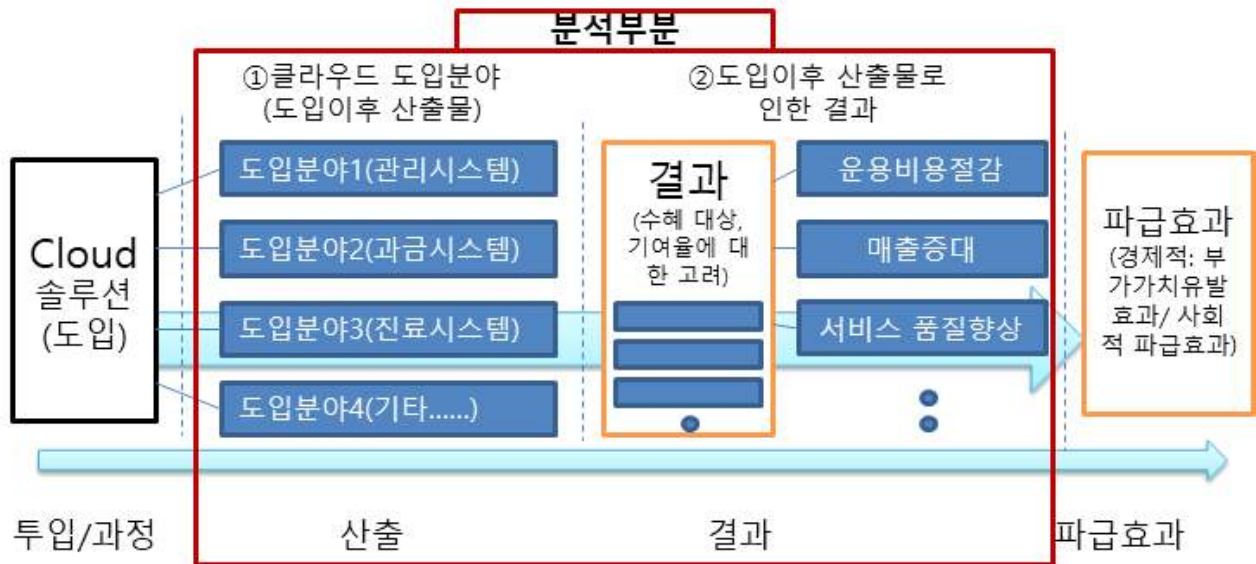 분석부분
①클라우드 도입분야
(도입이후 산출물)
②도입이후 산출물로
인한 결과
Cloud
솔루션
(도입)
도입분야1(관리시스템)
도입분야2(과금시스템)
도입분야3(진료시스템)
도입분야4(기타......)
결과
(수혜 대상,
기여율에 대
한 고려)
운용비용절감
매출증대
서비스 품질향상
파급효과
(경제적: 부
가가치유발
효과/ 사회
적 파급효과)
투입/과정
산출
결과
파급효과